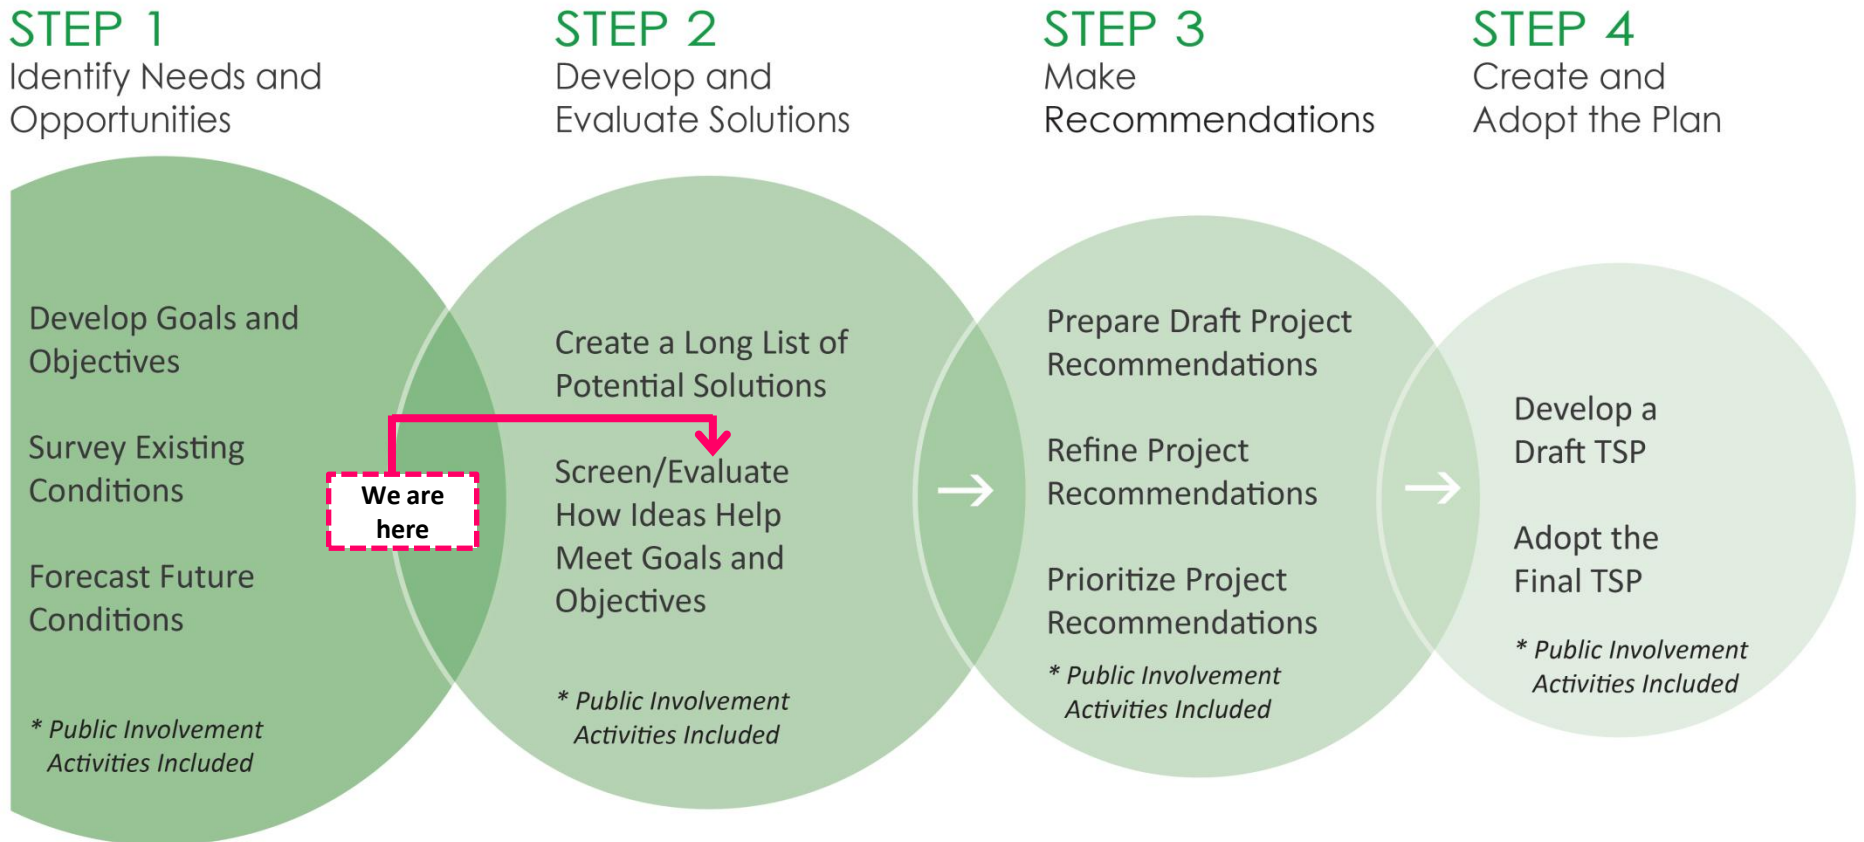 STEP 1
Identify Needs and
Opportunities
Develop Goals and
Objectives
Survey Existing
Conditions
Forecast Future
Conditions
* Public Involvement
Activities Included
We are
here
STEP 2
Develop and
Evaluate Solutions
Create a Long List of
Potential Solutions
Screen/Evaluate
How Ideas Help
Meet Goals and
Objectives
* Public Involvement
Activities Included
STEP 3
Make
Recommendations
Prepare Draft Project
Recommendations
Refine Project
Recommendations
Prioritize Project
Recommendations
* Public Involvement
Activities Included
STEP 4
Create and
Adopt the Plan
Develop a
Draft TSP
Adopt the
Final TSP
* Public Involvement
Activities Included